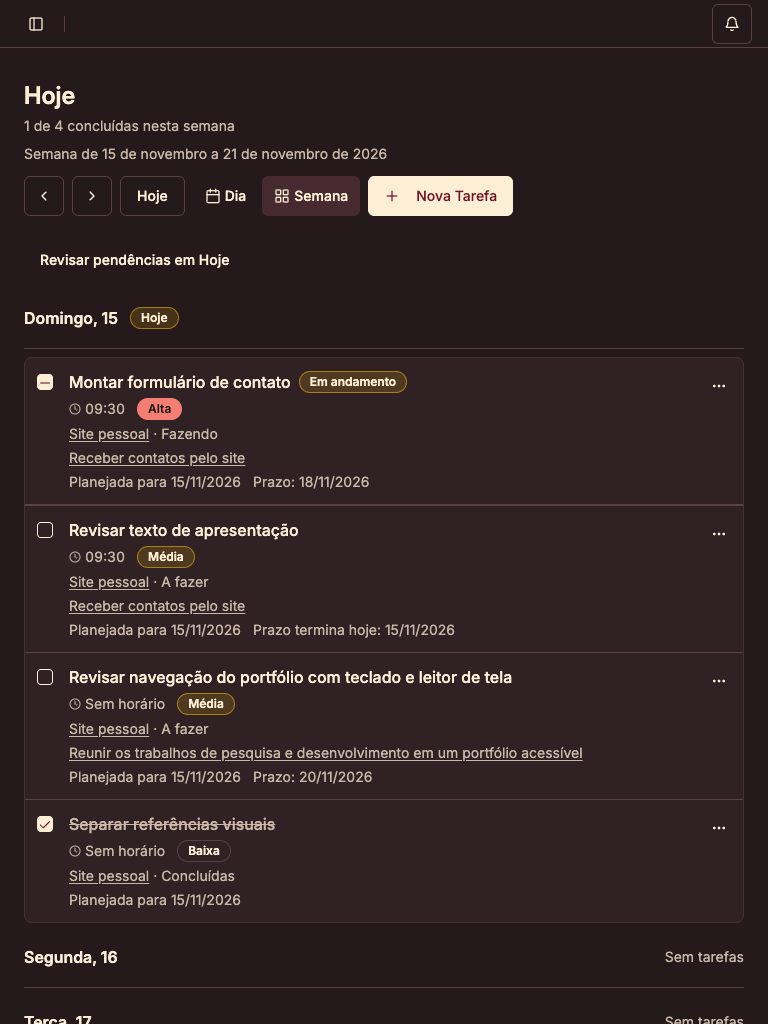 Hoje
1 de 4 concluídas nesta semana
Semana de 15 de novembro a 21 de novembro de 2026
Hoje Dia Semana Nova Tarefa
Revisar pendências em Hoje
Domingo, 15 Hoje
Montar formulário de contato Em andamento
09:30 Alta
Site pessoal · Fazendo
Receber contatos pelo site
Planejada para 15/11/2026 Prazo: 18/11/2026
Revisar texto de apresentação
09:30 Média
Site pessoal · A fazer
Receber contatos pelo site
Planejada para 15/11/2026 Prazo termina hoje: 15/11/2026
Revisar navegação do portfólio com teclado e leitor de tela
Sem horário Média
Site pessoal · A fazer
Reunir os trabalhos de pesquisa e desenvolvimento em um portfólio acessível
Planejada para 15/11/2026 Prazo: 20/11/2026
Separar referências visuais
Sem horário Baixa
Site pessoal · Concluídas
Planejada para 15/11/2026
Segunda, 16 Sem tarefas
Terça, 17 Sem tarefas